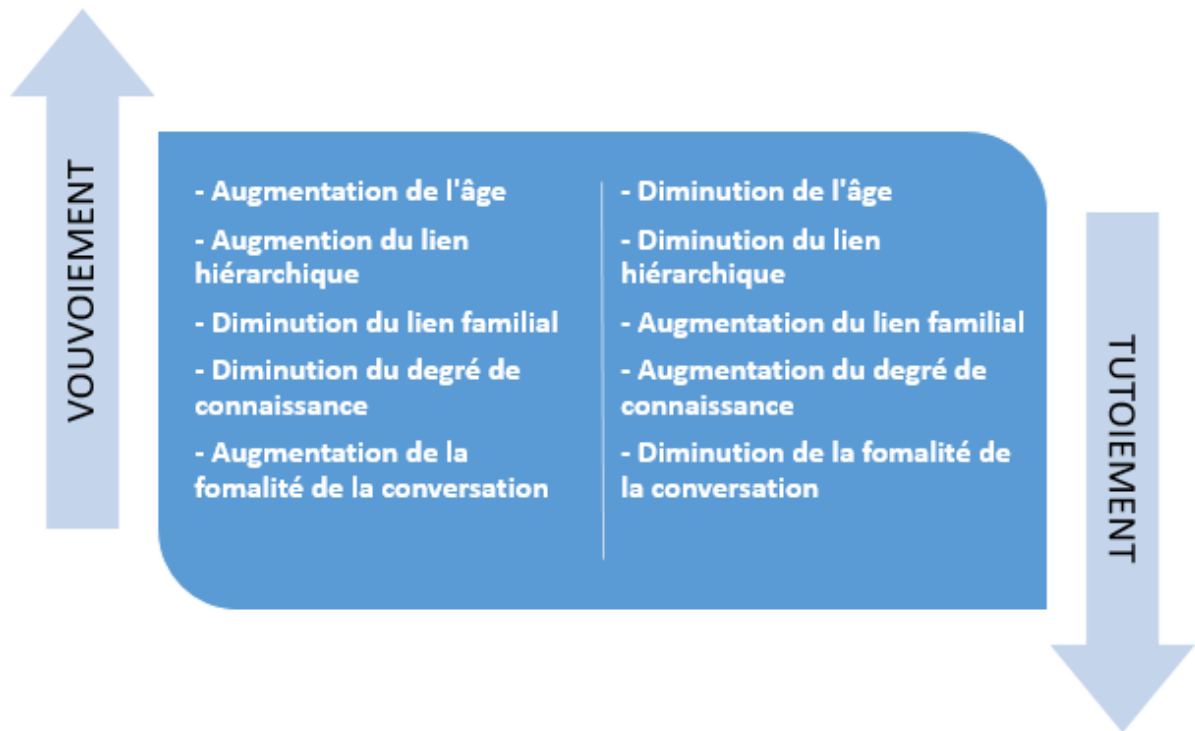 VOUVOIEMENT
- Augmentation de l'âge
- Augmention du lien
hiérarchique
- Diminution du lien familial
- Diminution du degré de
connaissance
- Augmentation de la
fomalité de la conversation
- Diminution de l'âge
- Diminution du lien
hiérarchique
- Augmentation du lien familial
- Augmentation du degré de
connaissance
- Diminution de la fomalité de
la conversation
TUTOIEMENT